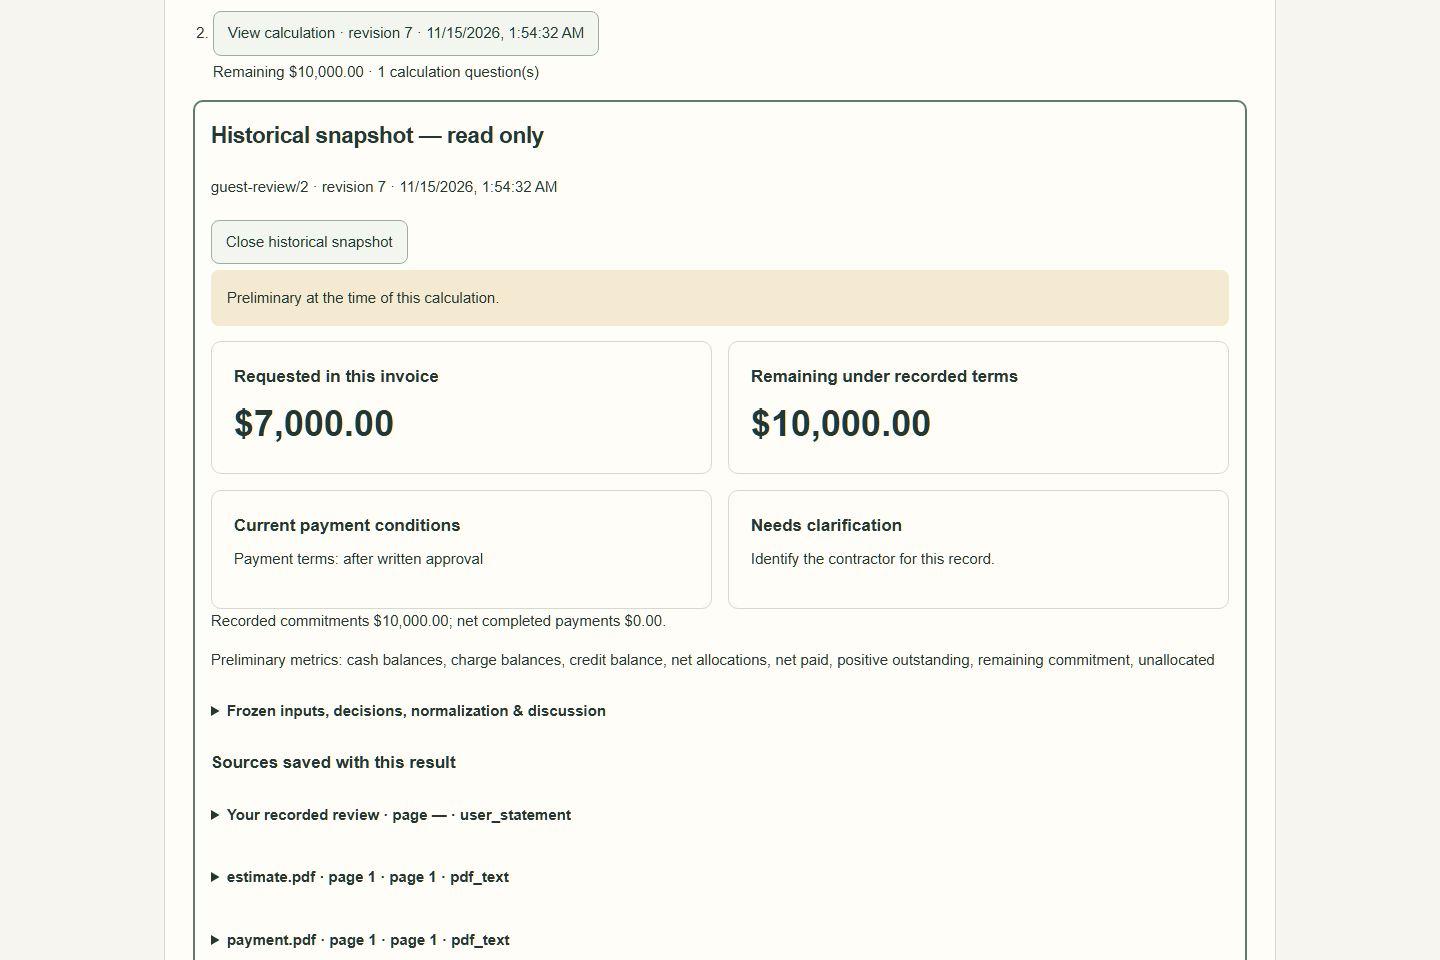 2. View calculation · revision 7 · 11/15/2026, 1:54:32 AM
Remaining $10,000.00 · 1 calculation question(s)
Historical snapshot — read only
guest-review/2 · revision 7 · 11/15/2026, 1:54:32 AM
Close historical snapshot
Preliminary at the time of this calculation.
Requested in this invoice
$7,000.00
Remaining under recorded terms
$10,000.00
Current payment conditions
Payment terms: after written approval
Needs clarification
Identify the contractor for this record.
Recorded commitments $10,000.00; net completed payments $0.00.
Preliminary metrics: cash balances, charge balances, credit balance, net allocations, net paid, positive outstanding, remaining commitment, unallocated
Frozen inputs, decisions, normalization & discussion
Sources saved with this result
Your recorded review · page — · user_statement
estimate.pdf · page 1 · page 1 · pdf_text
payment.pdf · page 1 · page 1 · pdf_text